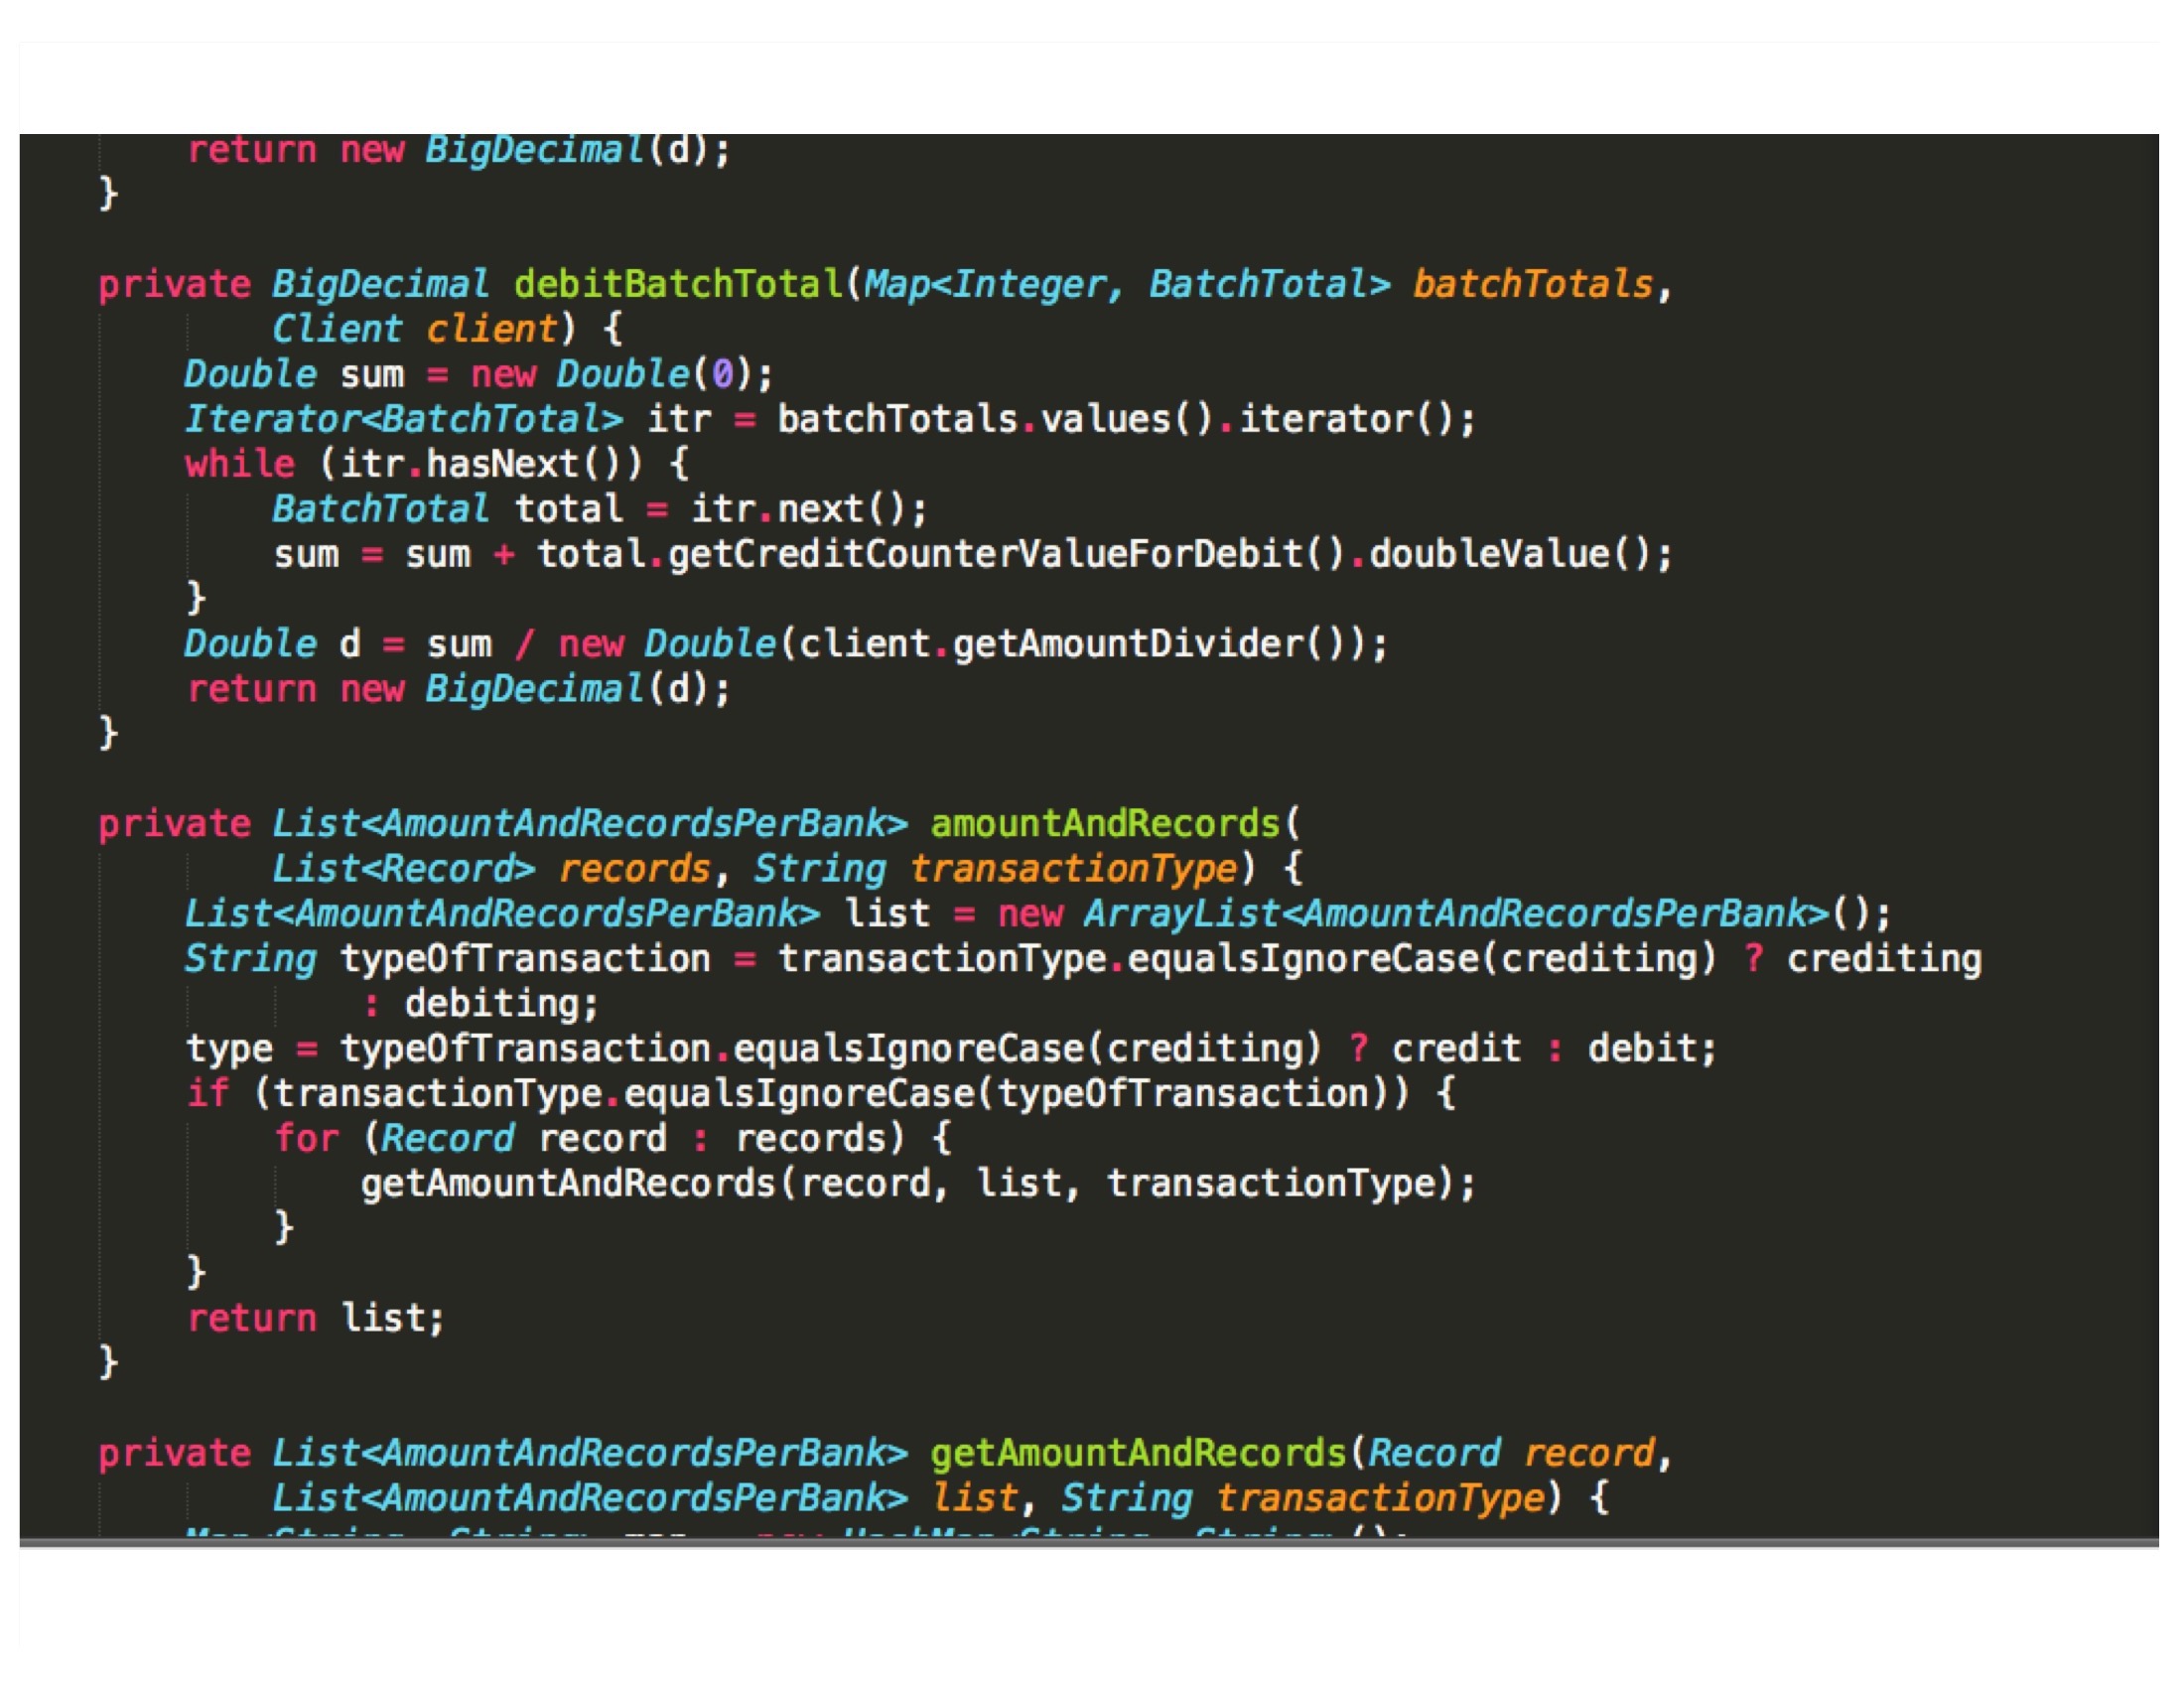 return new BigDecimal(d);
}
private BigDecimal debitBatchTotal(Map<Integer, BatchTotal> batchTotals,
Client client) {
Double sum = new Double(0);
Iterator<BatchTotal> itr = batchTotals.values().iterator();
while (itr.hasNext()) {
BatchTotal total = itr.next();
sum = sum + total.getCreditCounterValueForDebit().doubleValue();
}
Double d = sum / new Double(client.getAmountDivider());
return new BigDecimal(d);
}
private List<AmountAndRecordsPerBank> amountAndRecords(
List<Record> records, String transactionType) {
List<AmountAndRecordsPerBank> list = new ArrayList<AmountAndRecordsPerBank>();
String typeOfTransaction = transactionType.equalsIgnoreCase(crediting) ? crediting
: debiting;
type = typeOfTransaction.equalsIgnoreCase(crediting) ? credit : debit;
if (transactionType.equalsIgnoreCase(typeOfTransaction)) {
for (Record record : records) {
getAmountAndRecords(record, list, transactionType);
}
}
return list;
}
private List<AmountAndRecordsPerBank> getAmountAndRecords(Record record,
List<AmountAndRecordsPerBank> list, String transactionType) {